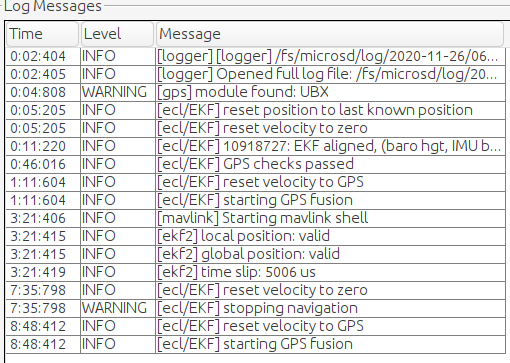 Log Messages
Time Level Message
0:02:404 INFO [logger] [logger] /fs/microsd/log/2020-11-26/06...
0:02:405 INFO [logger] Opened full log file: /fs/microsd/log/20...
0:04:808 WARNING [gps] module found: UBX
0:05:205 INFO [ecl/EKF] reset position to last known position
0:05:205 INFO [ecl/EKF] reset velocity to zero
0:11:220 INFO [ecl/EKF] 10918727: EKF aligned, (baro hgt, IMU b...
0:46:016 INFO [ecl/EKF] GPS checks passed
1:11:604 INFO [ecl/EKF] reset velocity to GPS
1:11:604 INFO [ecl/EKF] starting GPS fusion
3:21:406 INFO [mavlink] Starting mavlink shell
3:21:415 INFO [ekf2] local position: valid
3:21:415 INFO [ekf2] global position: valid
3:21:419 INFO [ekf2] time slip: 5006 us
7:35:798 INFO [ecl/EKF] reset velocity to zero
7:35:798 WARNING [ecl/EKF] stopping navigation
8:48:412 INFO [ecl/EKF] reset velocity to GPS
8:48:412 INFO [ecl/EKF] starting GPS fusion